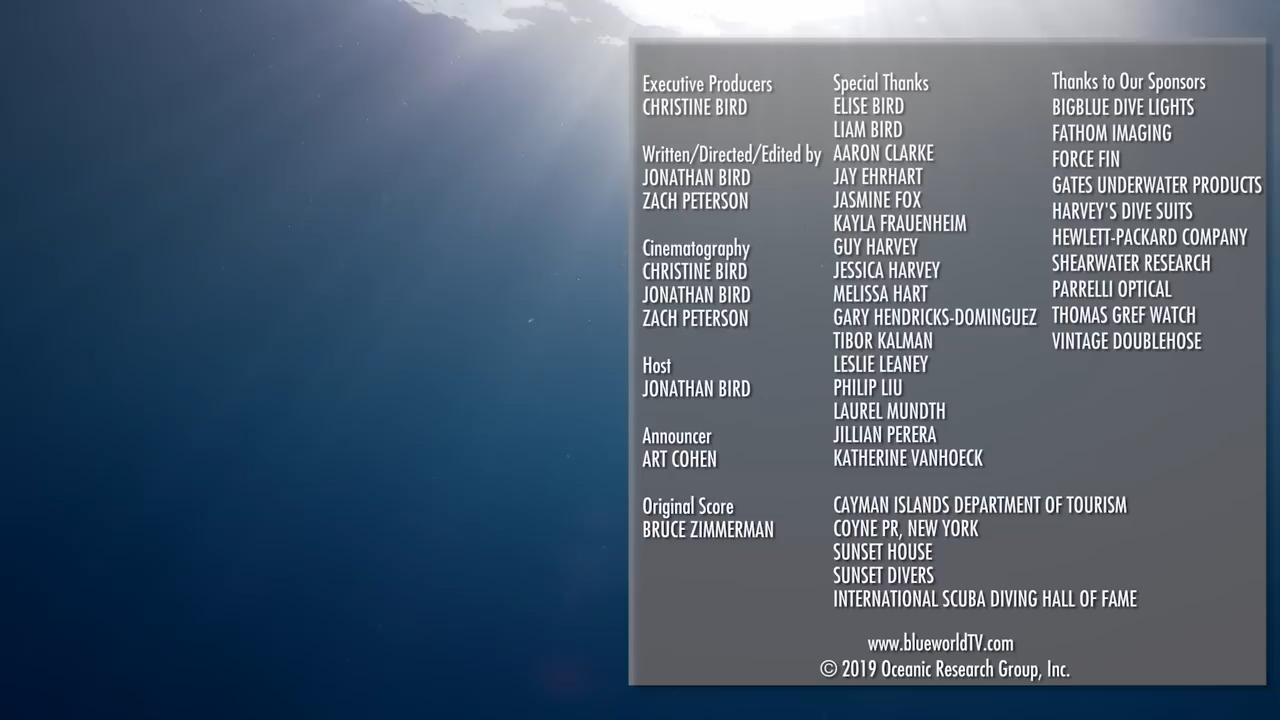 Executive Producers
CHRISTINE BIRD
Written/Directed/Edited by
JONATHAN BIRD
ZACH PETERSON
Cinematography
CHRISTINE BIRD
JONATHAN BIRD
ZACH PETERSON
Host
JONATHAN BIRD
Announcer
ART COHEN
Original Score
BRUCE ZIMMERMAN
Special Thanks
ELISE BIRD
LIAM BIRD
AARON CLARKE
JAY EHRHART
JASMINE FOX
KAYLA FRAUENHEIM
GUY HARVEY
JESSICA HARVEY
MELISSA HART
GARY HENDRICKS-DOMINGUEZ
TIBOR KALMAN
LESLIE LEANEY
PHILIP LIU
LAUREL MUNDTH
JILLIAN PERERA
KATHERINE VANHOECK
CAYMAN ISLANDS DEPARTMENT OF TOURISM
COYNE PR, NEW YORK
SUNSET HOUSE
SUNSET DIVERS
INTERNATIONAL SCUBA DIVING HALL OF FAME
Thanks to Our Sponsors
BIGBLUE DIVE LIGHTS
FATHOM IMAGING
FORCE FIN
GATES UNDERWATER PRODUCTS
HARVEY'S DIVE SUITS
HEWLETT-PACKARD COMPANY
SHEARWATER RESEARCH
PARRELLI OPTICAL
THOMAS GREF WATCH
VINTAGE DOUBLEHOSE
www.blueworldTV.com
© 2019 Oceanic Research Group, Inc.